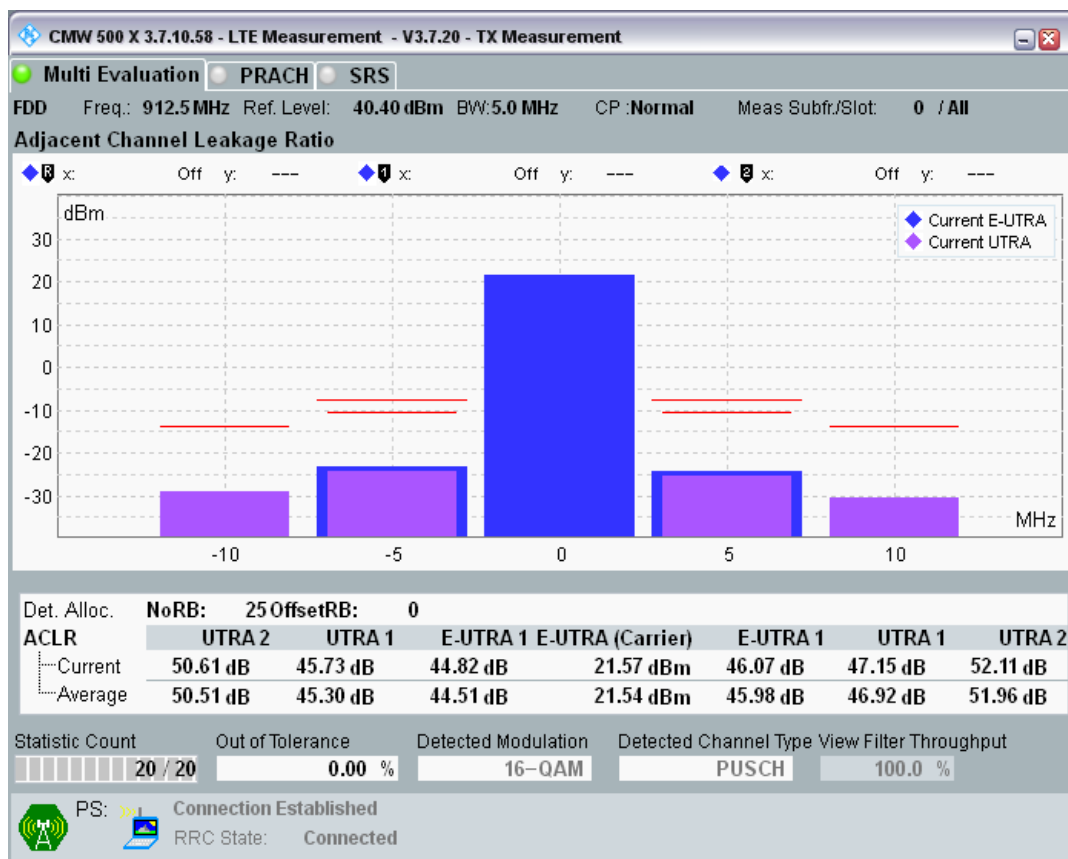 CMW 500 X 3.7.10.58 - LTE Measurement - V3.7.20 - TX Measurement
Multi Evaluation PRACH SRS
FDD Freq.: 912.5 MHz Ref. Level: 40.40 dBm BW:5.0 MHz CP :Normal Meas Subfr./Slot: 0 / All
Adjacent Channel Leakage Ratio
R x: Off y: --- 1 x: Off y: --- 2 x: Off y: ---
dBm
Current E-UTRA
Current UTRA
30
20
10
0
-10
-20
-30
MHz
-10 -5 0 5 10
Det. Alloc. NoRB: 25 OffsetRB: 0
ACLR UTRA 2 UTRA 1 E-UTRA 1 E-UTRA (Carrier) E-UTRA 1 UTRA 1 UTRA 2
Current 50.61 dB 45.73 dB 44.82 dB 21.57 dBm 46.07 dB 47.15 dB 52.11 dB
Average 50.51 dB 45.30 dB 44.51 dB 21.54 dBm 45.98 dB 46.92 dB 51.96 dB
Statistic Count Out of Tolerance Detected Modulation Detected Channel Type View Filter Throughput
20 / 20 0.00 % 16-QAM PUSCH 100.0 %
PS: Connection Established
RRC State: Connected